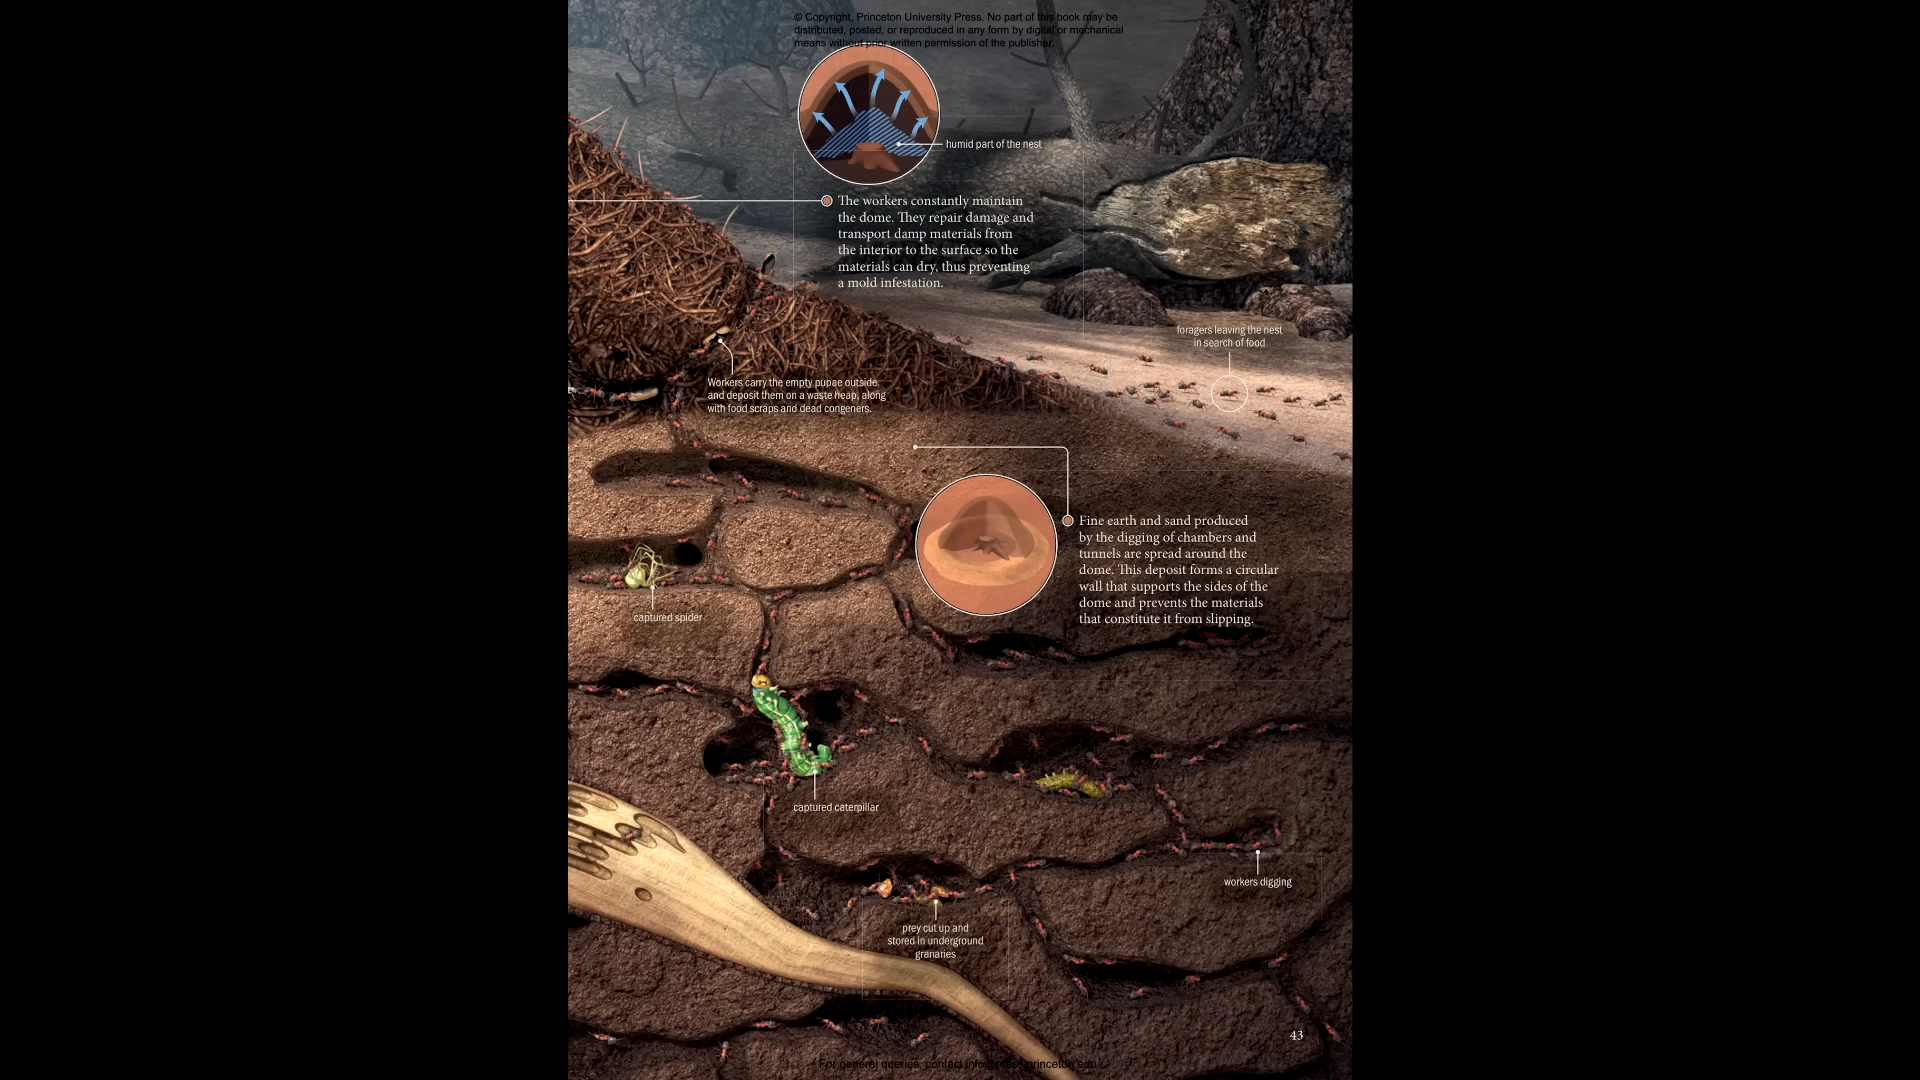 © Copyright, Princeton University Press. No part of this book may be
distributed, posted, or reproduced in any form by digital or mechanical
means without prior written permission of the publisher.
humid part of the nest
The workers constantly maintain
the dome. They repair damage and
transport damp materials from
the interior to the surface so the
materials can dry, thus preventing
a mold infestation.
foragers leaving the nest
in search of food
Workers carry the empty pupae outside
and deposit them on a waste heap, along
with food scraps and dead congeners.
Fine earth and sand produced
by the digging of chambers and
tunnels are spread around the
dome. This deposit forms a circular
wall that supports the sides of the
dome and prevents the materials
that constitute it from slipping.
captured spider
captured caterpillar
workers digging
prey cut up and
stored in underground
granaries
43
For general queries, contact info@press.princeton.edu